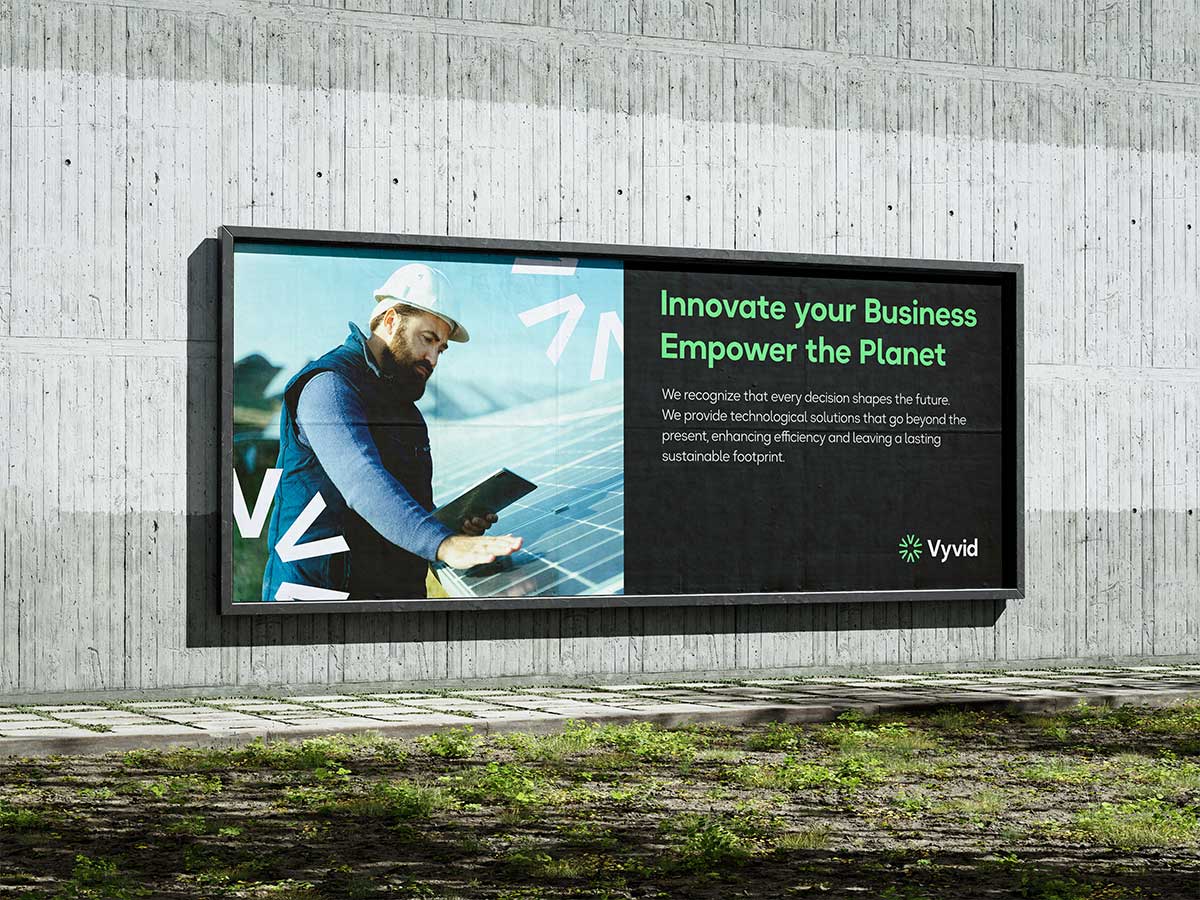 Innovate your Business
Empower the Planet
We recognize that every decision shapes the future.
We provide technological solutions that go beyond the
present, enhancing efficiency and leaving a lasting
sustainable footprint.
Vyvid